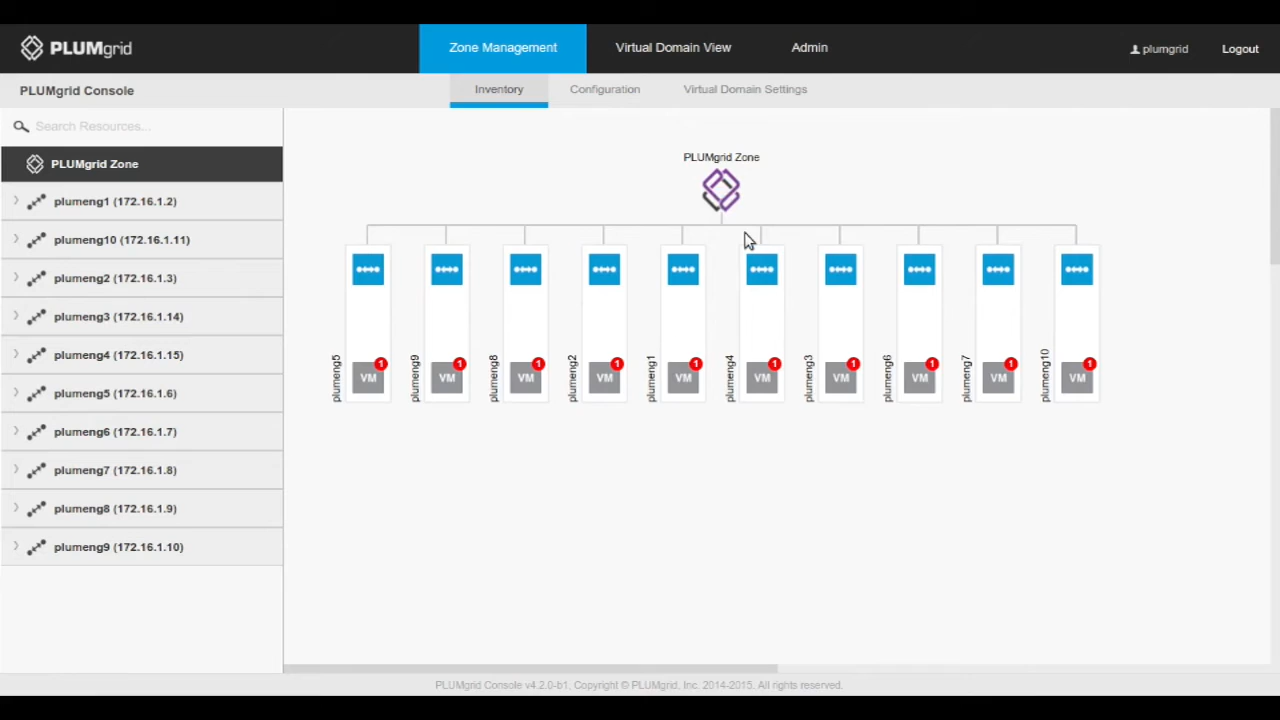 PLUMgrid
Zone Management
Virtual Domain View
Admin
plumgrid
Logout
PLUMgrid Console
Inventory
Configuration
Virtual Domain Settings
Search Resources...
PLUMgrid Zone
plumeng1 (172.16.1.2)
plumeng10 (172.16.1.11)
plumeng2 (172.16.1.3)
plumeng3 (172.16.1.14)
plumeng4 (172.16.1.15)
plumeng5 (172.16.1.6)
plumeng6 (172.16.1.7)
plumeng7 (172.16.1.8)
plumeng8 (172.16.1.9)
plumeng9 (172.16.1.10)
PLUMgrid Zone
plumeng5
VM 1
plumeng9
VM 1
plumeng8
VM 1
plumeng2
VM 1
plumeng1
VM 1
plumeng4
VM 1
plumeng3
VM 1
plumeng6
VM 1
plumeng7
VM 1
plumeng10
VM 1
PLUMgrid Console v4.2.0-b1, Copyright © PLUMgrid, Inc. 2014-2015. All rights reserved.